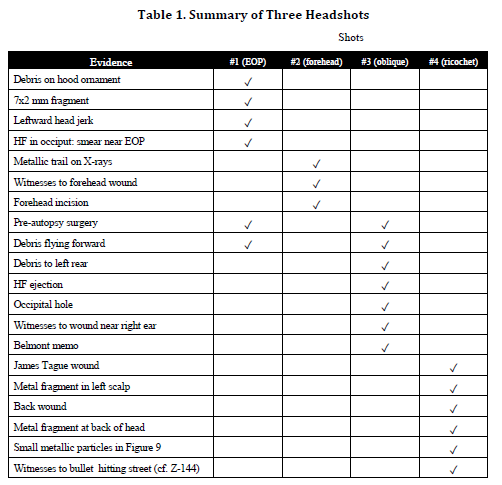 Table 1. Summary of Three Headshots
Shots
Evidence #1 (EOP) #2 (forehead) #3 (oblique) #4 (ricochet)
Debris on hood ornament ✓
7x2 mm fragment ✓
Leftward head jerk ✓
HF in occiput: smear near EOP ✓
Metallic trail on X-rays ✓
Witnesses to forehead wound ✓
Forehead incision ✓
Pre-autopsy surgery ✓ ✓
Debris flying forward ✓ ✓
Debris to left rear ✓
HF ejection ✓
Occipital hole ✓
Witnesses to wound near right ear ✓
Belmont memo ✓
James Tague wound ✓
Metal fragment in left scalp ✓
Back wound ✓
Metal fragment at back of head ✓
Small metallic particles in Figure 9 ✓
Witnesses to bullet hitting street (cf. Z-144) ✓